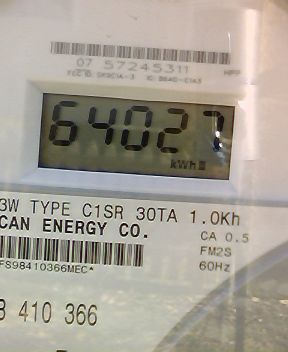 07 57245311
64027
kWh
3W TYPE C1SR 30TA 1.0Kh
CAN ENERGY CO.
CA 0.5
FM2S
60Hz
FS98410366MEC*
410 366